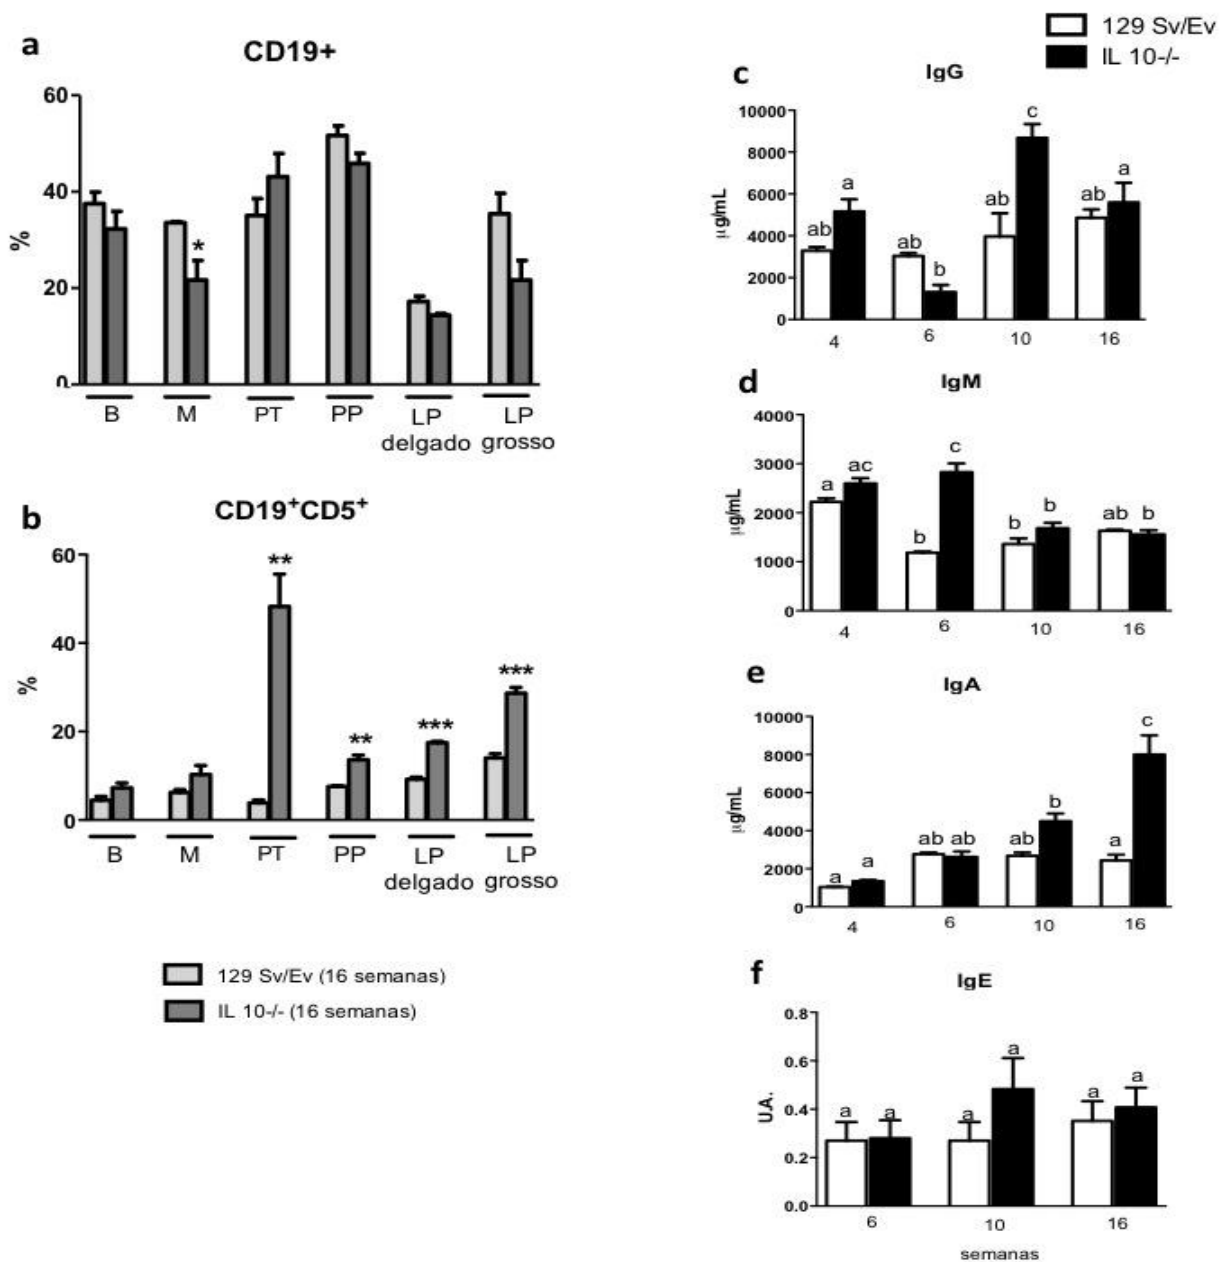 a
CD19+
60
40
20
0
%
*
B M PT PP LP delgado LP grosso
b
CD19+CD5+
60
40
20
0
%
** ** *** ***
B M PT PP LP delgado LP grosso
129 Sv/Ev (16 semanas)
IL 10-/- (16 semanas)
129 Sv/Ev
IL 10-/-
c
IgG
10000
8000
6000
4000
2000
0
µg/mL
ab a ab b ab c ab a
4 6 10 16
d
IgM
4000
3000
2000
1000
0
µg/mL
a ac b c b b ab b
4 6 10 16
e
IgA
10000
8000
6000
4000
2000
0
µg/mL
a a ab ab ab b a c
4 6 10 16
f
IgE
0.8
0.6
0.4
0.2
0.0
U.A.
a a a a a a
6 10 16
semanas